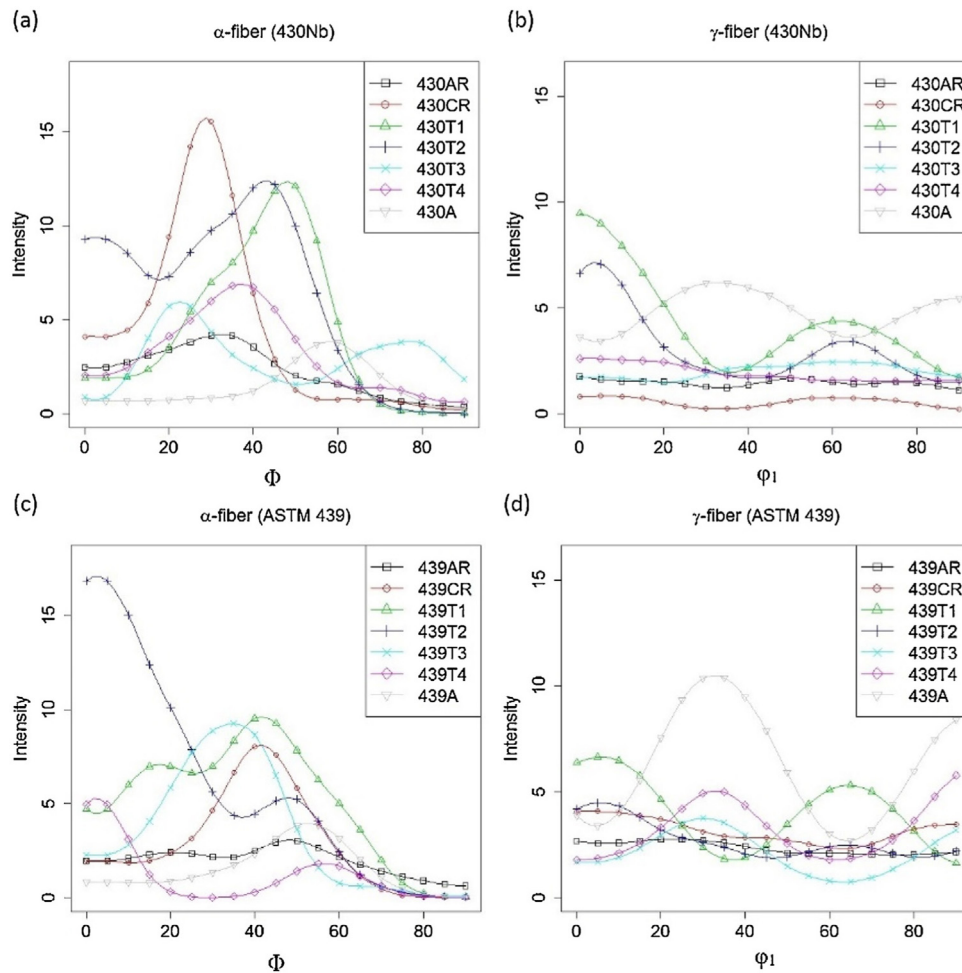 (a)
α-fiber (430Nb)
Intensity
15
10
5
0
0 20 40 60 80
Φ
430AR
430CR
430T1
430T2
430T3
430T4
430A
(b)
γ-fiber (430Nb)
Intensity
15
10
5
0
0 20 40 60 80
φ1
430AR
430CR
430T1
430T2
430T3
430T4
430A
(c)
α-fiber (ASTM 439)
Intensity
15
10
5
0
0 20 40 60 80
Φ
439AR
439CR
439T1
439T2
439T3
439T4
439A
(d)
γ-fiber (ASTM 439)
Intensity
15
10
5
0
0 20 40 60 80
φ1
439AR
439CR
439T1
439T2
439T3
439T4
439A